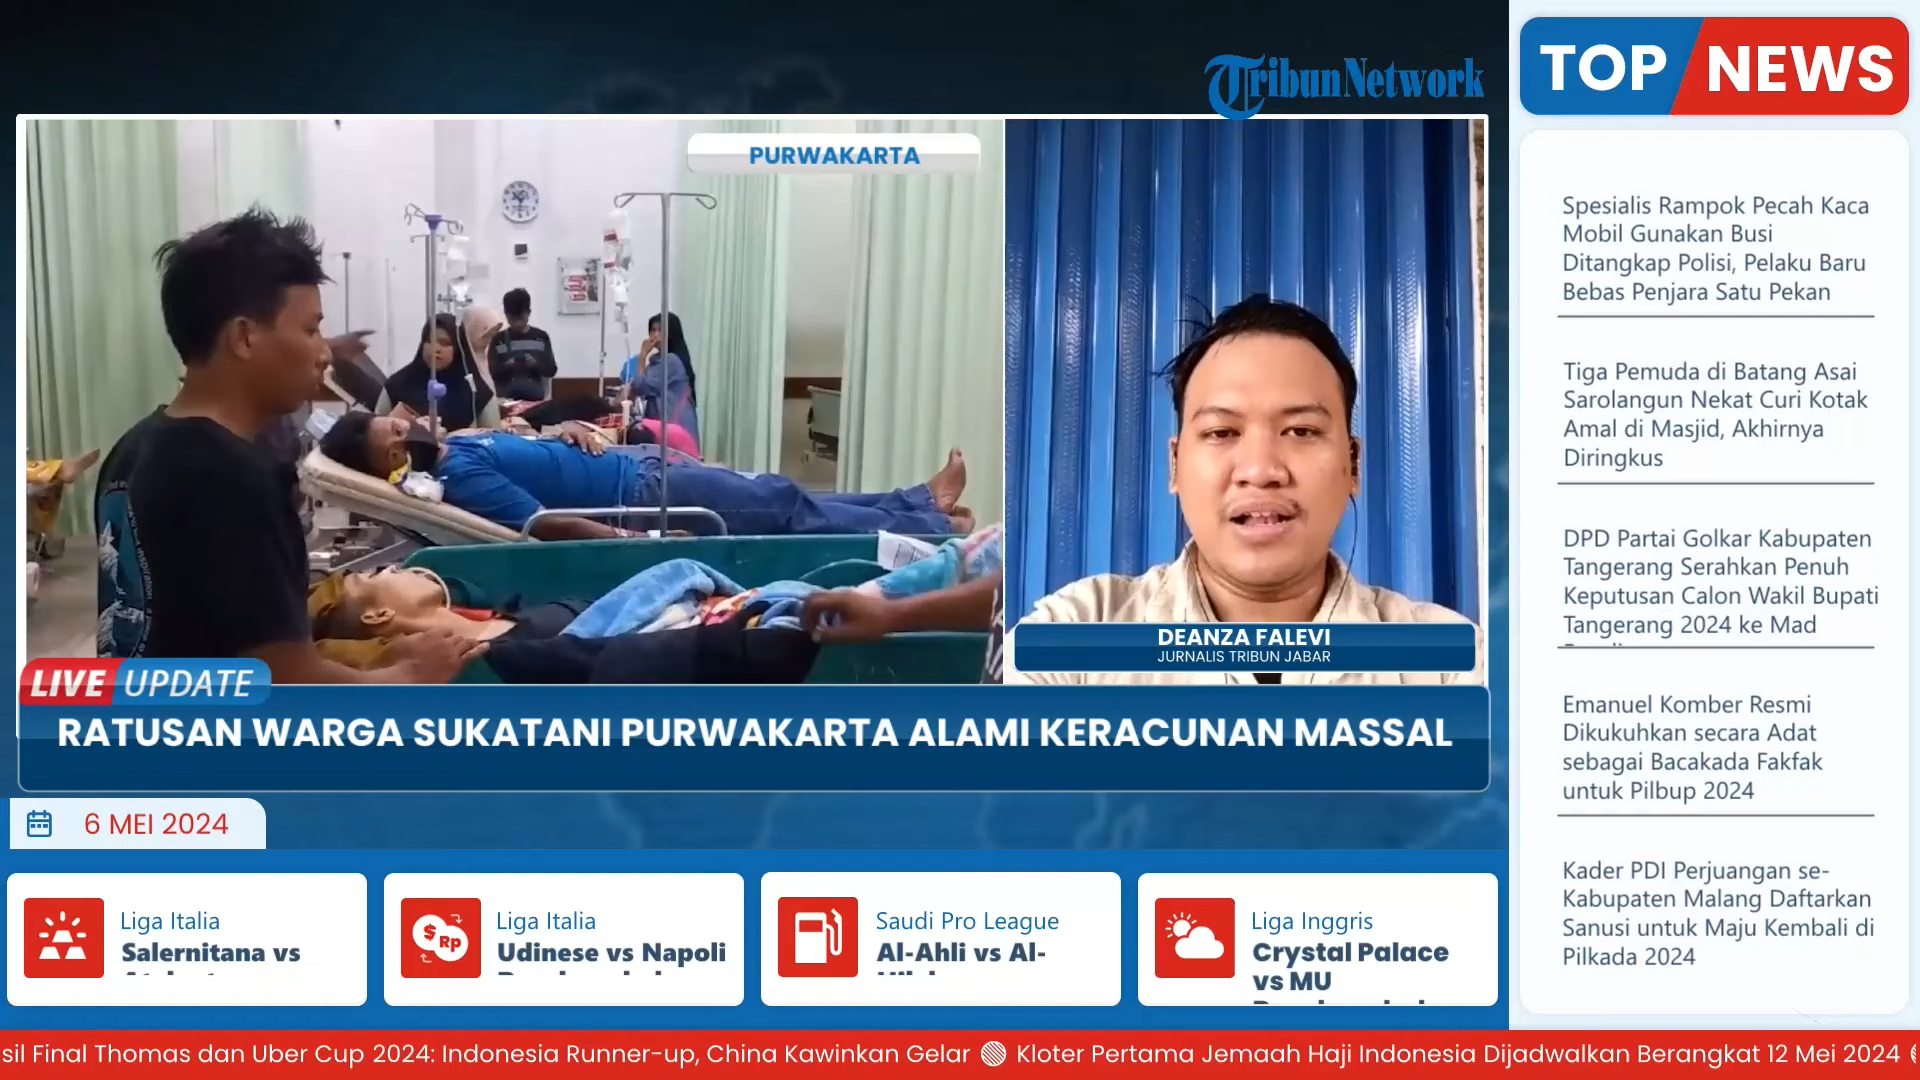 TribunNetwork
PURWAKARTA
DEANZA FALEVI
JURNALIS TRIBUN JABAR
LIVE UPDATE
RATUSAN WARGA SUKATANI PURWAKARTA ALAMI KERACUNAN MASSAL
6 MEI 2024
Liga Italia
Salernitana vs
Liga Italia
Udinese vs Napoli
Saudi Pro League
Al-Ahli vs Al-
Liga Inggris
Crystal Palace
vs MU
TOP NEWS
Spesialis Rampok Pecah Kaca
Mobil Gunakan Busi
Ditangkap Polisi, Pelaku Baru
Bebas Penjara Satu Pekan
Tiga Pemuda di Batang Asai
Sarolangun Nekat Curi Kotak
Amal di Masjid, Akhirnya
Diringkus
DPD Partai Golkar Kabupaten
Tangerang Serahkan Penuh
Keputusan Calon Wakil Bupati
Tangerang 2024 ke Mad
Emanuel Komber Resmi
Dikukuhkan secara Adat
sebagai Bacakada Fakfak
untuk Pilbup 2024
Kader PDI Perjuangan se-
Kabupaten Malang Daftarkan
Sanusi untuk Maju Kembali di
Pilkada 2024
sil Final Thomas dan Uber Cup 2024: Indonesia Runner-up, China Kawinkan Gelar Kloter Pertama Jemaah Haji Indonesia Dijadwalkan Berangkat 12 Mei 2024